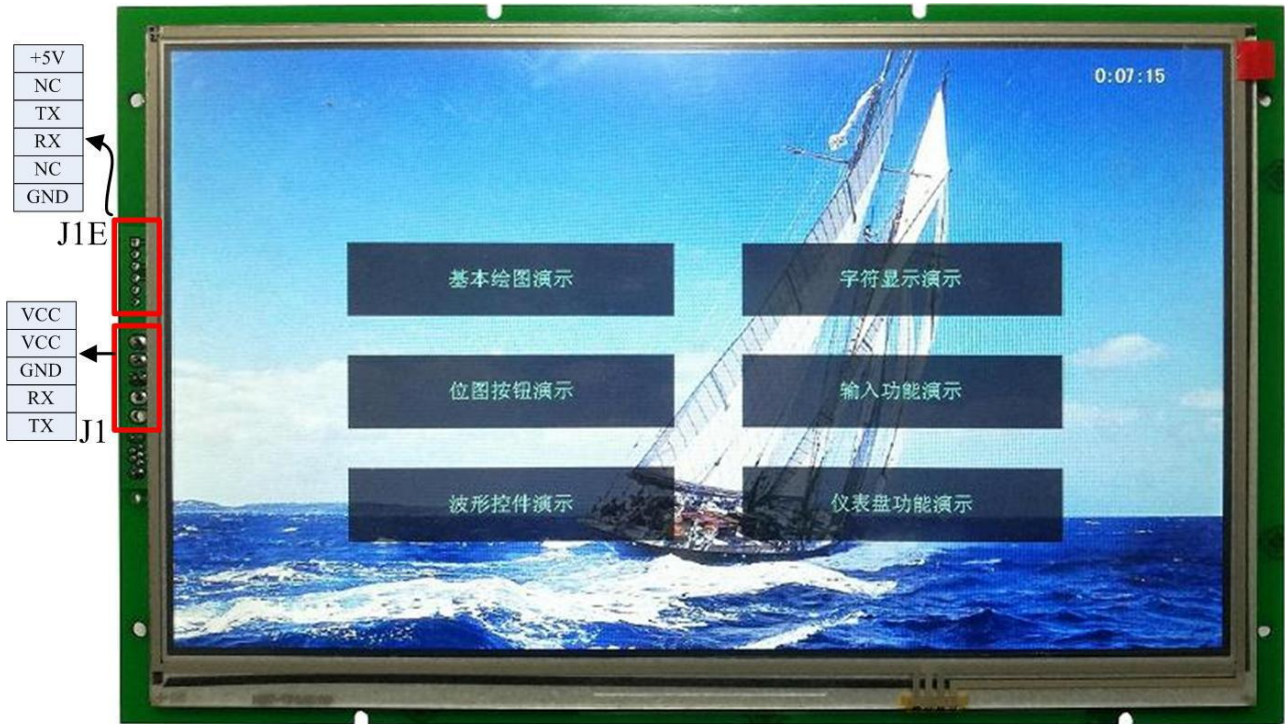 +5V
NC
TX
RX
NC
GND
J1E
VCC
VCC
GND
RX
TX
J1
0:07:15
基本绘图演示
字符显示演示
位图按钮演示
输入功能演示
波形控件演示
仪表盘功能演示